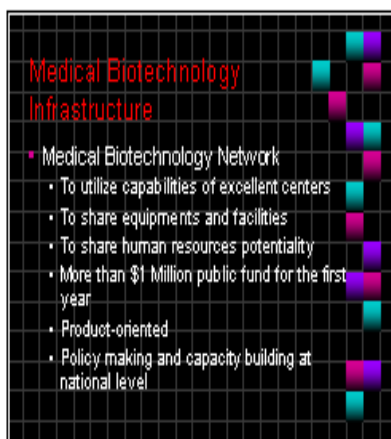 Medical Biotechnology
Infrastructure
Medical Biotechnology Network
To utilize capabilities of excellent centers
To share equipments and facilities
To share human resources potentiality
More than $1 Million public fund for the first
year
Product-oriented
Policy making and capacity building at
national level